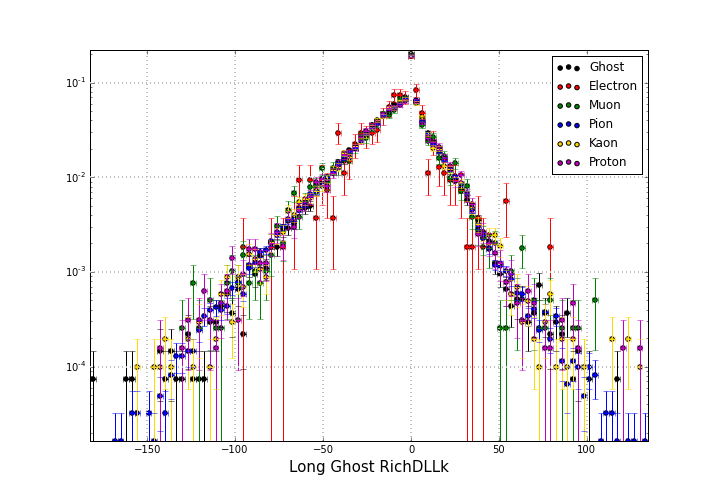 Ghost
Electron
Muon
Pion
Kaon
Proton
10⁻¹
10⁻²
10⁻³
10⁻⁴
−150 −100 −50 0 50 100
Long Ghost RichDLLk